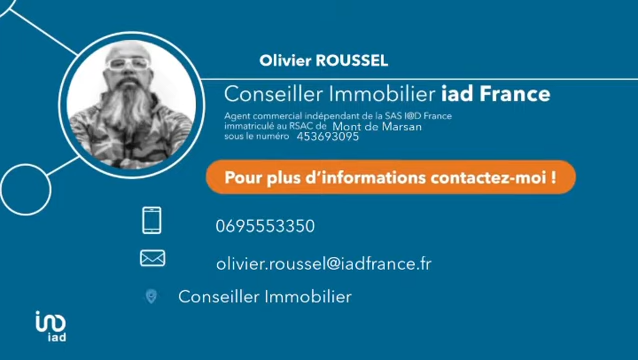 Olivier ROUSSEL
Conseiller Immobilier iad France
Agent commercial indépendant de la SAS I@D France
immatriculé au RSAC de Mont de Marsan
sous le numéro 453693095
Pour plus d'informations contactez-moi !
0695553350
olivier.roussel@iadfrance.fr
Conseiller Immobilier
iad